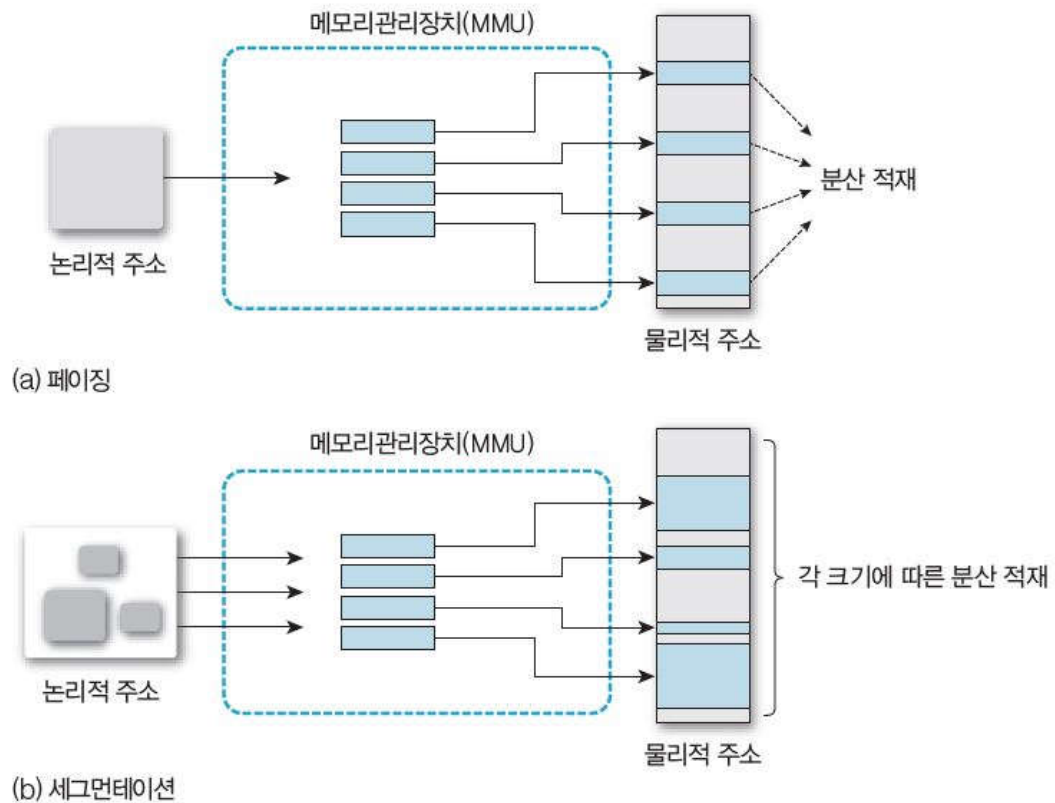 메모리관리장치(MMU)
분산 적재
논리적 주소
물리적 주소
(a) 페이징
메모리관리장치(MMU)
각 크기에 따른 분산 적재
논리적 주소
물리적 주소
(b) 세그먼테이션